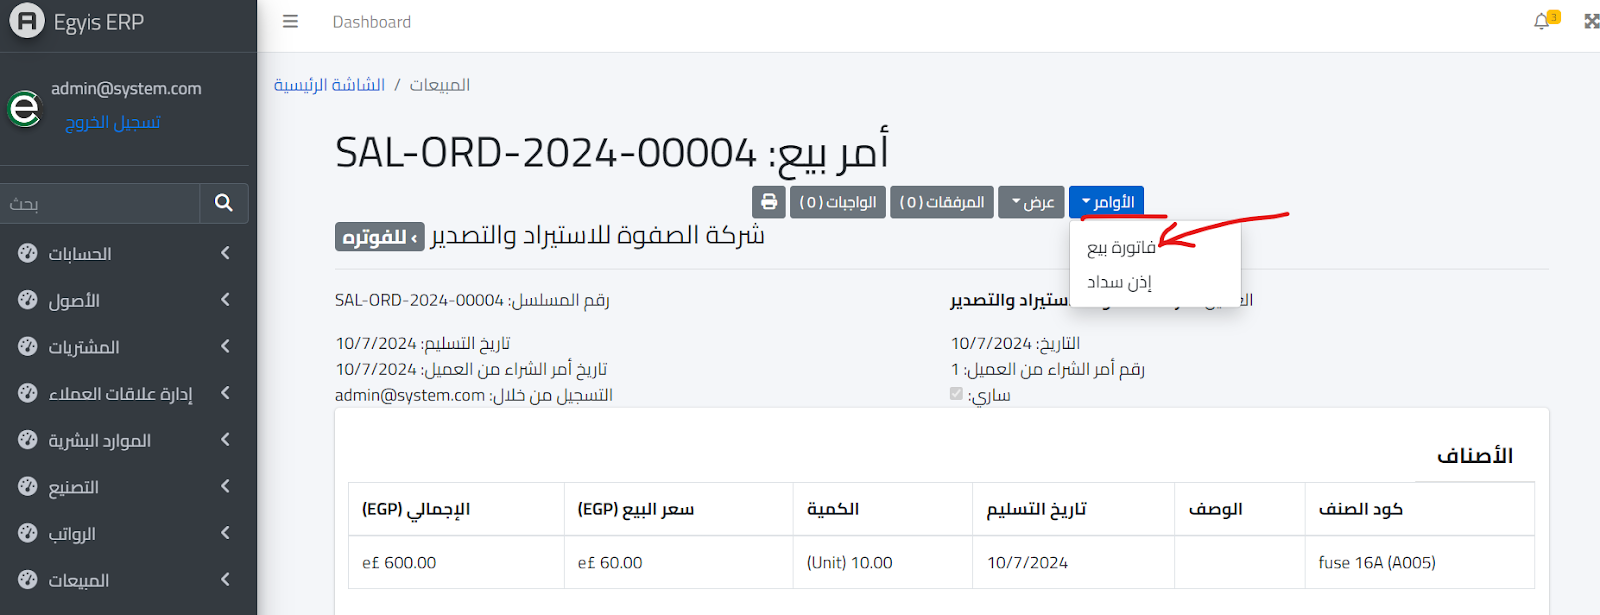 Egyis ERP
Dashboard
3
admin@system.com
تسجيل الخروج
بحث
الحسابات
الأصول
المشتريات
إدارة علاقات العملاء
الموارد البشرية
التصنيع
الرواتب
المبيعات
الشاشة الرئيسية / المبيعات
أمر بيع: SAL-ORD-2024-00004
الأوامر
عرض
المرفقات ( 0 )
الواجبات ( 0 )
فاتورة بيع
إذن سداد
شركة الصفوة للاستيراد والتصدير
› للفوتره
ستيراد والتصدير
رقم المسلسل: SAL-ORD-2024-00004
التاريخ: 10/7/2024
تاريخ التسليم: 10/7/2024
رقم أمر الشراء من العميل: 1
تاريخ أمر الشراء من العميل: 10/7/2024
ساري:
التسجيل من خلال: admin@system.com
الأصناف
كود الصنف الوصف تاريخ التسليم الكمية سعر البيع (EGP) الإجمالي (EGP)
fuse 16A (A005) 10/7/2024 (Unit) 10.00 e£ 60.00 e£ 600.00